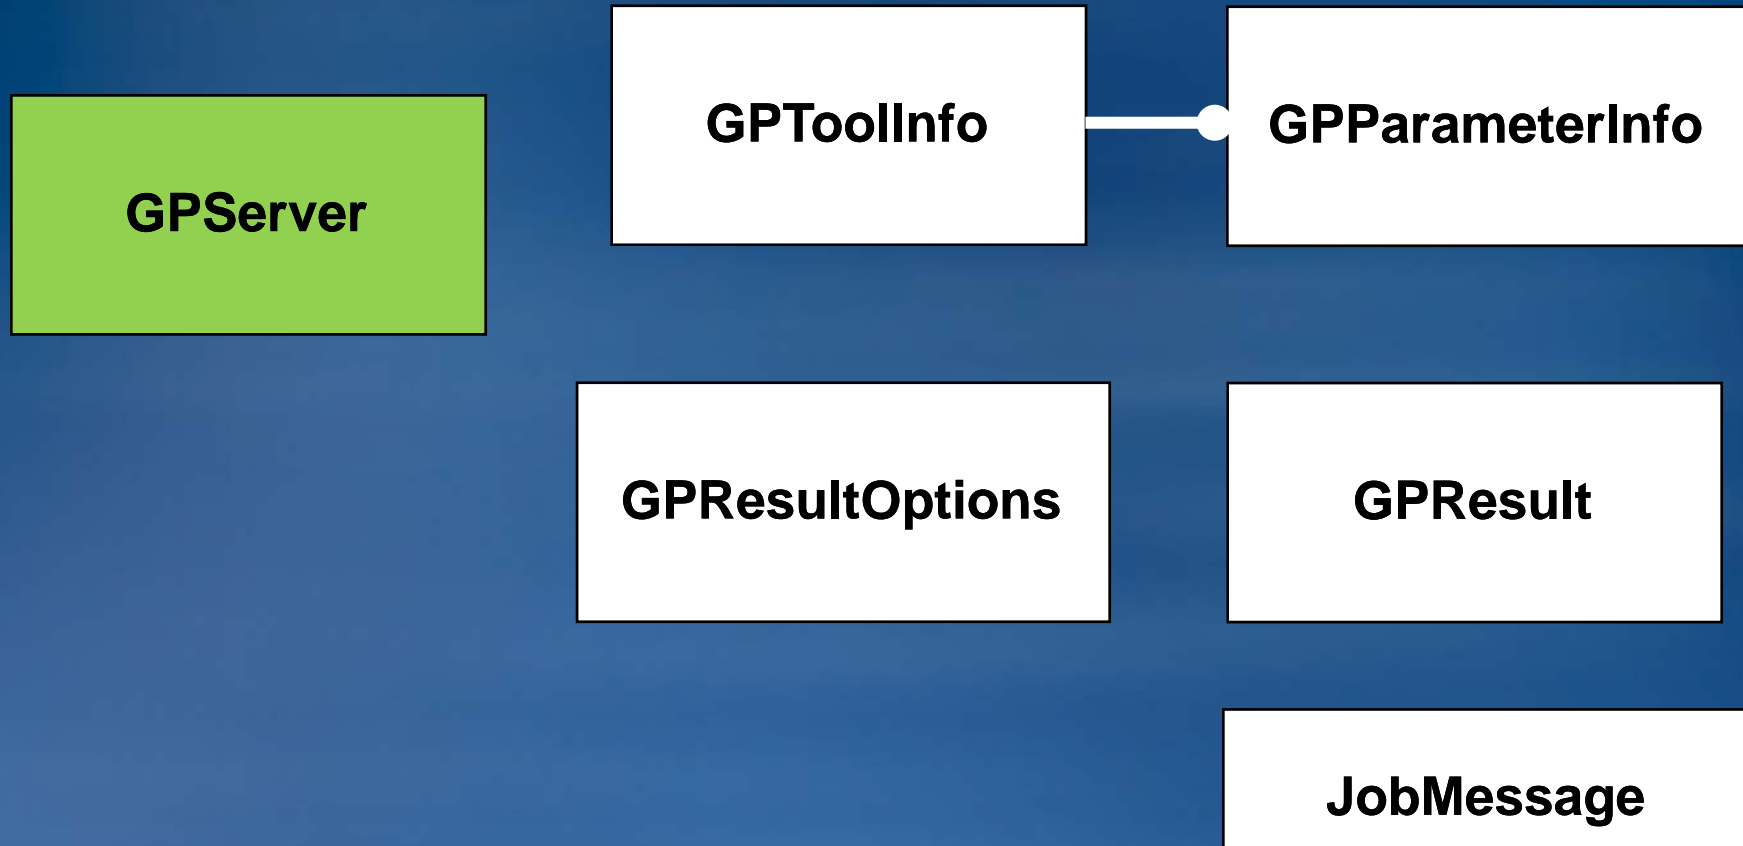 GPToolInfo
GPParameterInfo
GPServer
GPResultOptions
GPResult
JobMessage